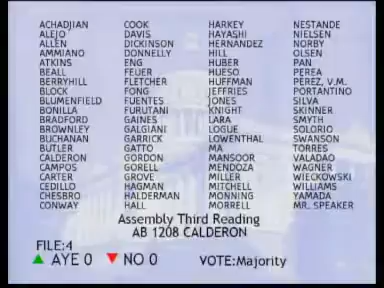 ACHADJIAN COOK HARKEY NESTANDE
ALEJO DAVIS HAYASHI NIELSEN
ALLEN DICKINSON HERNANDEZ NORBY
AMMIANO DONNELLY HILL OLSEN
ATKINS ENG HUBER PAN
BEALL FEUER HUESO PEREA
BERRYHILL FLETCHER HUFFMAN PEREZ, V.M.
BLOCK FONG JEFFRIES PORTANTINO
BLUMENFIELD FUENTES JONES SILVA
BONILLA FURUTANI KNIGHT SKINNER
BRADFORD GAINES LARA SMYTH
BROWNLEY GALGIANI LOGUE SOLORIO
BUCHANAN GARRICK LOWENTHAL SWANSON
BUTLER GATTO MA TORRES
CALDERON GORDON MANSOOR VALADAO
CAMPOS GORELL MENDOZA WAGNER
CARTER GROVE MILLER WIECKOWSKI
CEDILLO HAGMAN MITCHELL WILLIAMS
CHESBRO HALDERMAN MONNING YAMADA
CONWAY HALL MORRELL MR. SPEAKER
Assembly Third Reading
AB 1208 CALDERON
FILE:4
AYE 0 NO 0 VOTE:Majority